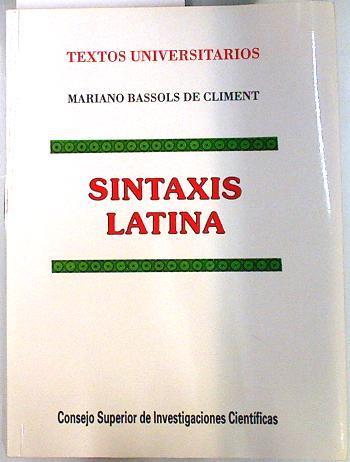 TEXTOS UNIVERSITARIOS
MARIANO BASSOLS DE CLIMENT
SINTAXIS
LATINA
Consejo Superior de Investigaciones Científicas